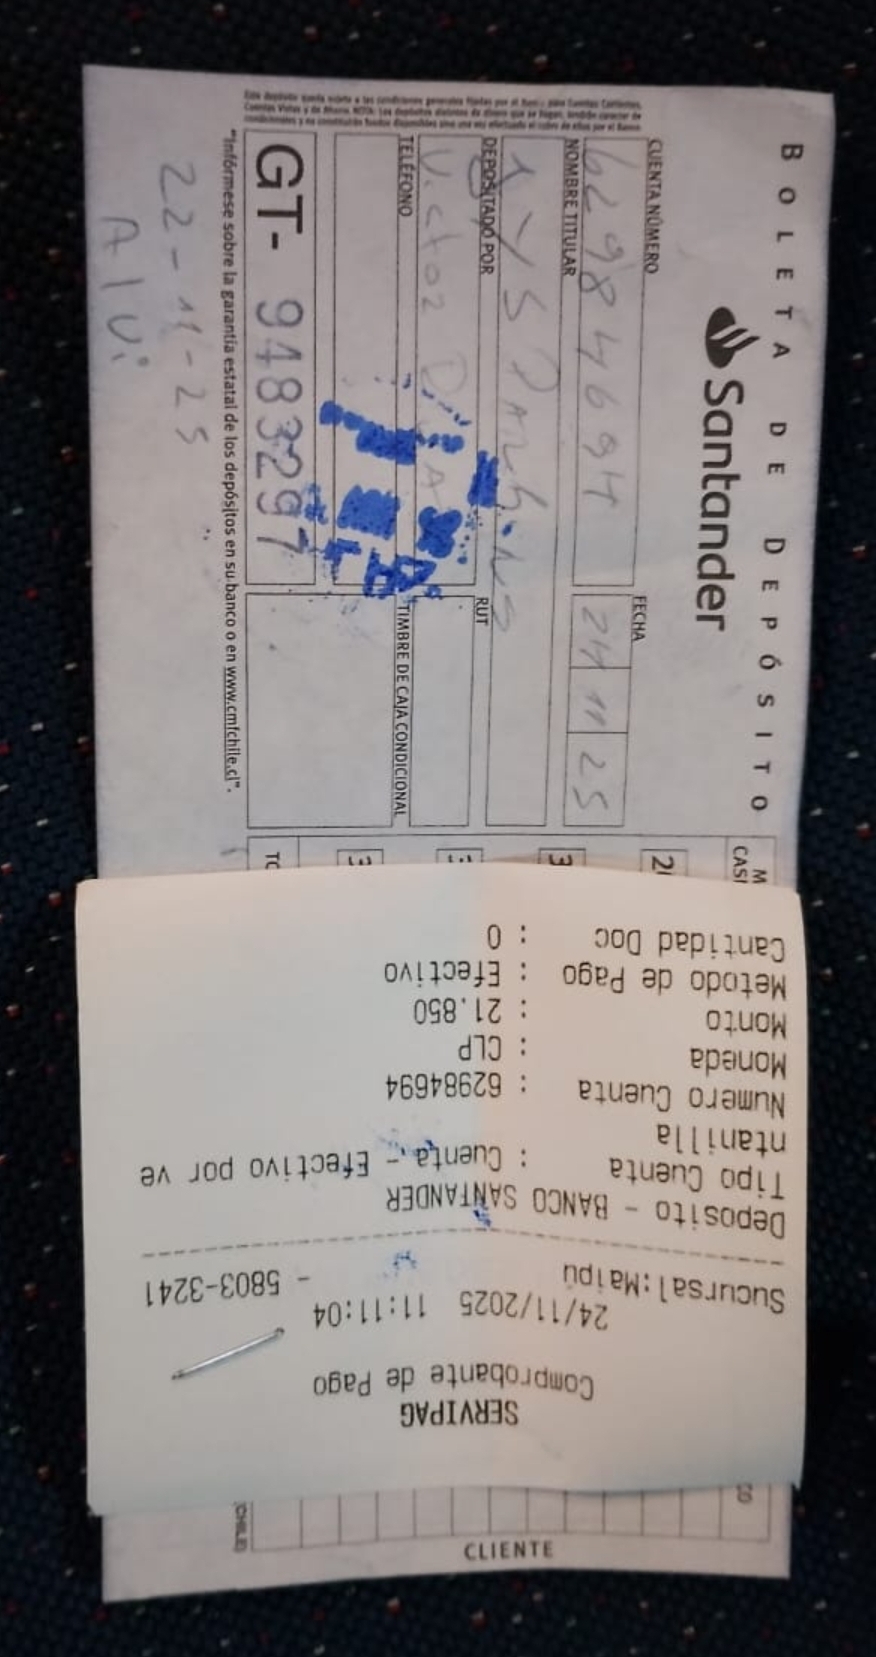 BOLETA DE DEPÓSITO
Santander
CUENTA NÚMERO
62984694
FECHA
24 11 25
NOMBRE TITULAR
DEPOSITADO POR
Victor
RUT
TELÉFONO
TIMBRE DE CAJA CONDICIONAL
GT- 9483297
"Infórmese sobre la garantía estatal de los depósitos en su banco o en www.cmfchile.cl".
22-11-25
Alvi
CLIENTE
SERVIPAG
Comprobante de Pago
24/11/2025 11:11:04
Sucursal:Maipú - 5803-3241
Deposito - BANCO SANTANDER
Tipo Cuenta : Cuenta - Efectivo por ve
ntanilla
Numero Cuenta : 62984694
Moneda : CLP
Monto : 21.850
Metodo de Pago : Efectivo
Cantidad Doc : 0